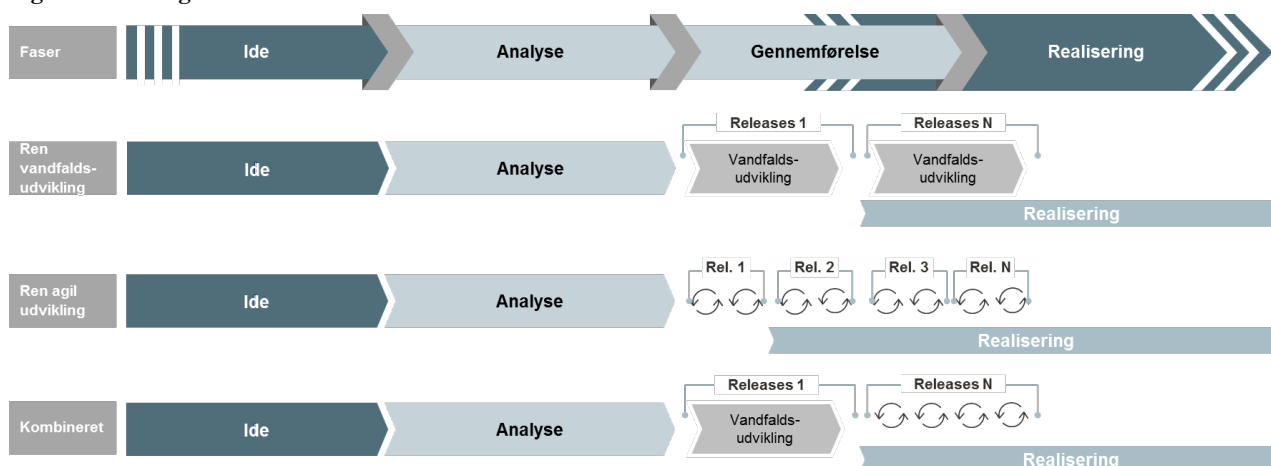 Faser
Ide
Analyse
Gennemførelse
Realisering
Ren
vandfalds-
udvikling
Ide
Analyse
Releases 1
Vandfalds-
udvikling
Releases N
Vandfalds-
udvikling
Realisering
Ren agil
udvikling
Ide
Analyse
Rel. 1
Rel. 2
Rel. 3
Rel. N
Realisering
Kombineret
Ide
Analyse
Releases 1
Vandfalds-
udvikling
Releases N
Realisering